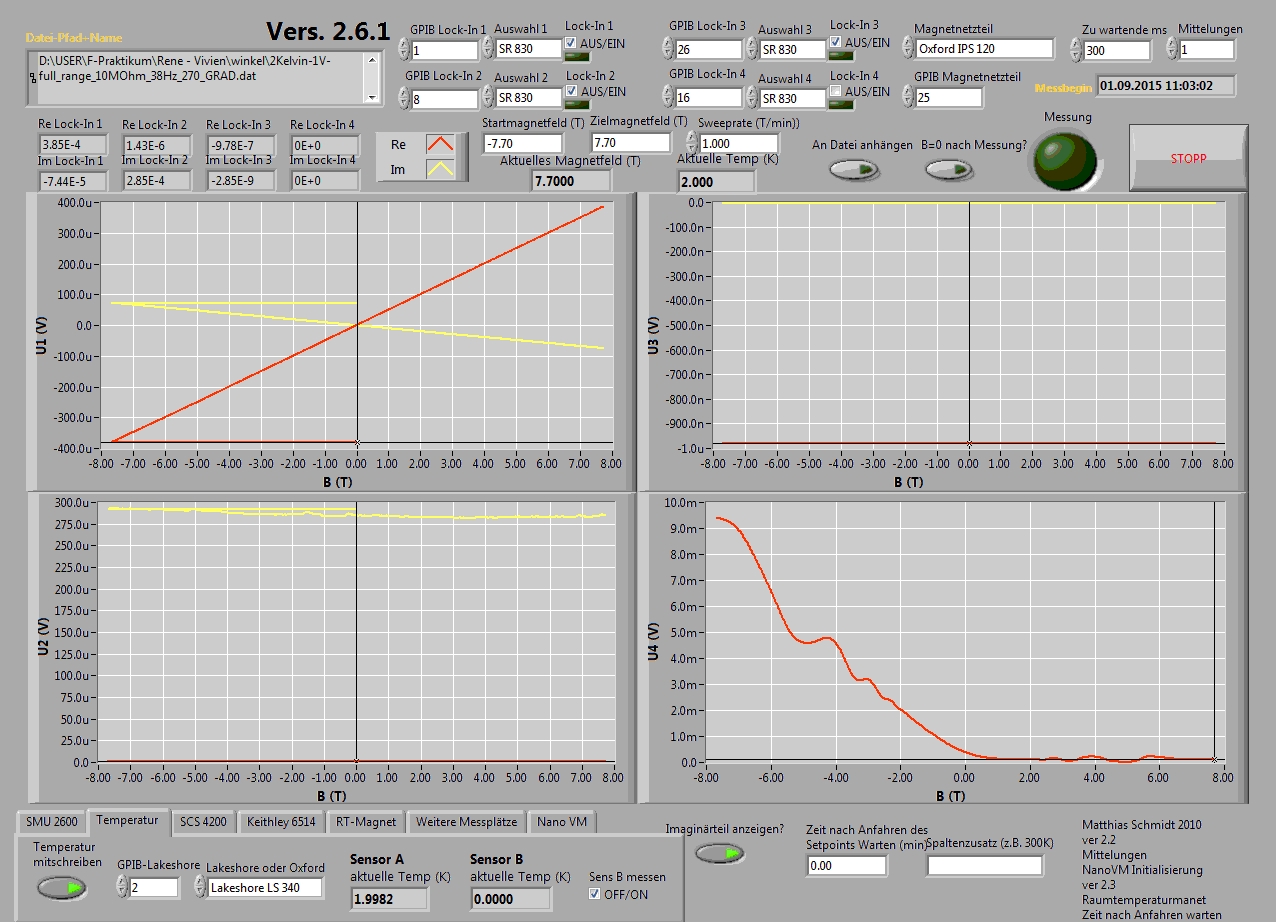 Datei-Pfad--Name
Vers. 2.6.1
D:\USER\F-Praktikum\Rene - Vivien\winkel\2Kelvin-1V-
full_range_10MOhm_38Hz_270_GRAD.dat
GPIB Lock-In 1 Auswahl 1 Lock-In 1
1 SR 830 AUS/EIN
GPIB Lock-In 2 Auswahl 2 Lock-In 2
8 SR 830 AUS/EIN
GPIB Lock-In 3 Auswahl 3 Lock-In 3
26 SR 830 AUS/EIN
GPIB Lock-In 4 Auswahl 4 Lock-In 4
16 SR 830 AUS/EIN
Magnetnetzteil
Oxford IPS 120
GPIB Magnetnetzteil
25
Zu wartende ms Mittelungen
300 1
Messbegin 01.09.2015 11:03:02
Re Lock-In 1 Re Lock-In 2 Re Lock-In 3 Re Lock-In 4
3.85E-4 1.43E-6 -9.78E-7 0E+0
Im Lock-In 1 Im Lock-In 2 Im Lock-In 3 Im Lock-In 4
-7.44E-5 2.85E-4 -2.85E-9 0E+0
Re
Im
Startmagnetfeld (T) Zielmagnetfeld (T) Sweeprate (T/min))
-7.70 7.70 1.000
Aktuelles Magnetfeld (T) Aktuelle Temp (K)
7.7000 2.000
An Datei anhängen B=0 nach Messung?
Messung
STOPP
400.0u
300.0u
200.0u
100.0u
0.0
-100.0u
-200.0u
-300.0u
-400.0u
U1 (V)
-8.00 -7.00 -6.00 -5.00 -4.00 -3.00 -2.00 -1.00 0.00 1.00 2.00 3.00 4.00 5.00 6.00 7.00 8.00
B (T)
0.0
-100.0n
-200.0n
-300.0n
-400.0n
-500.0n
-600.0n
-700.0n
-800.0n
-900.0n
-1.0u
U3 (V)
-8.00 -7.00 -6.00 -5.00 -4.00 -3.00 -2.00 -1.00 0.00 1.00 2.00 3.00 4.00 5.00 6.00 7.00 8.00
B (T)
300.0u
275.0u
250.0u
225.0u
200.0u
175.0u
150.0u
125.0u
100.0u
75.0u
50.0u
25.0u
0.0
U2 (V)
-8.00 -7.00 -6.00 -5.00 -4.00 -3.00 -2.00 -1.00 0.00 1.00 2.00 3.00 4.00 5.00 6.00 7.00 8.00
B (T)
10.0m
9.0m
8.0m
7.0m
6.0m
5.0m
4.0m
3.0m
2.0m
1.0m
0.0
U4 (V)
-8.00 -6.00 -4.00 -2.00 0.00 2.00 4.00 6.00 8.00
B (T)
SMU 2600 Temperatur SCS 4200 Keithley 6514 RT-Magnet Weitere Messplätze Nano VM
Temperatur
mitschreiben
GPIB-Lakeshore Lakeshore oder Oxford
2 Lakeshore LS 340
Sensor A
aktuelle Temp (K)
1.9982
Sensor B
aktuelle Temp (K)
0.0000
Sens B messen
OFF/ON
Imaginärteil anzeigen?
Zeit nach Anfahren des
Setpoints Warten (min)
0.00
Spaltenzusatz (z.B. 300K)
Matthias Schmidt 2010
ver 2.2
Mittelungen
NanoVM Initialisierung
ver 2.3
Raumtemperaturmanet
Zeit nach Anfahren warten